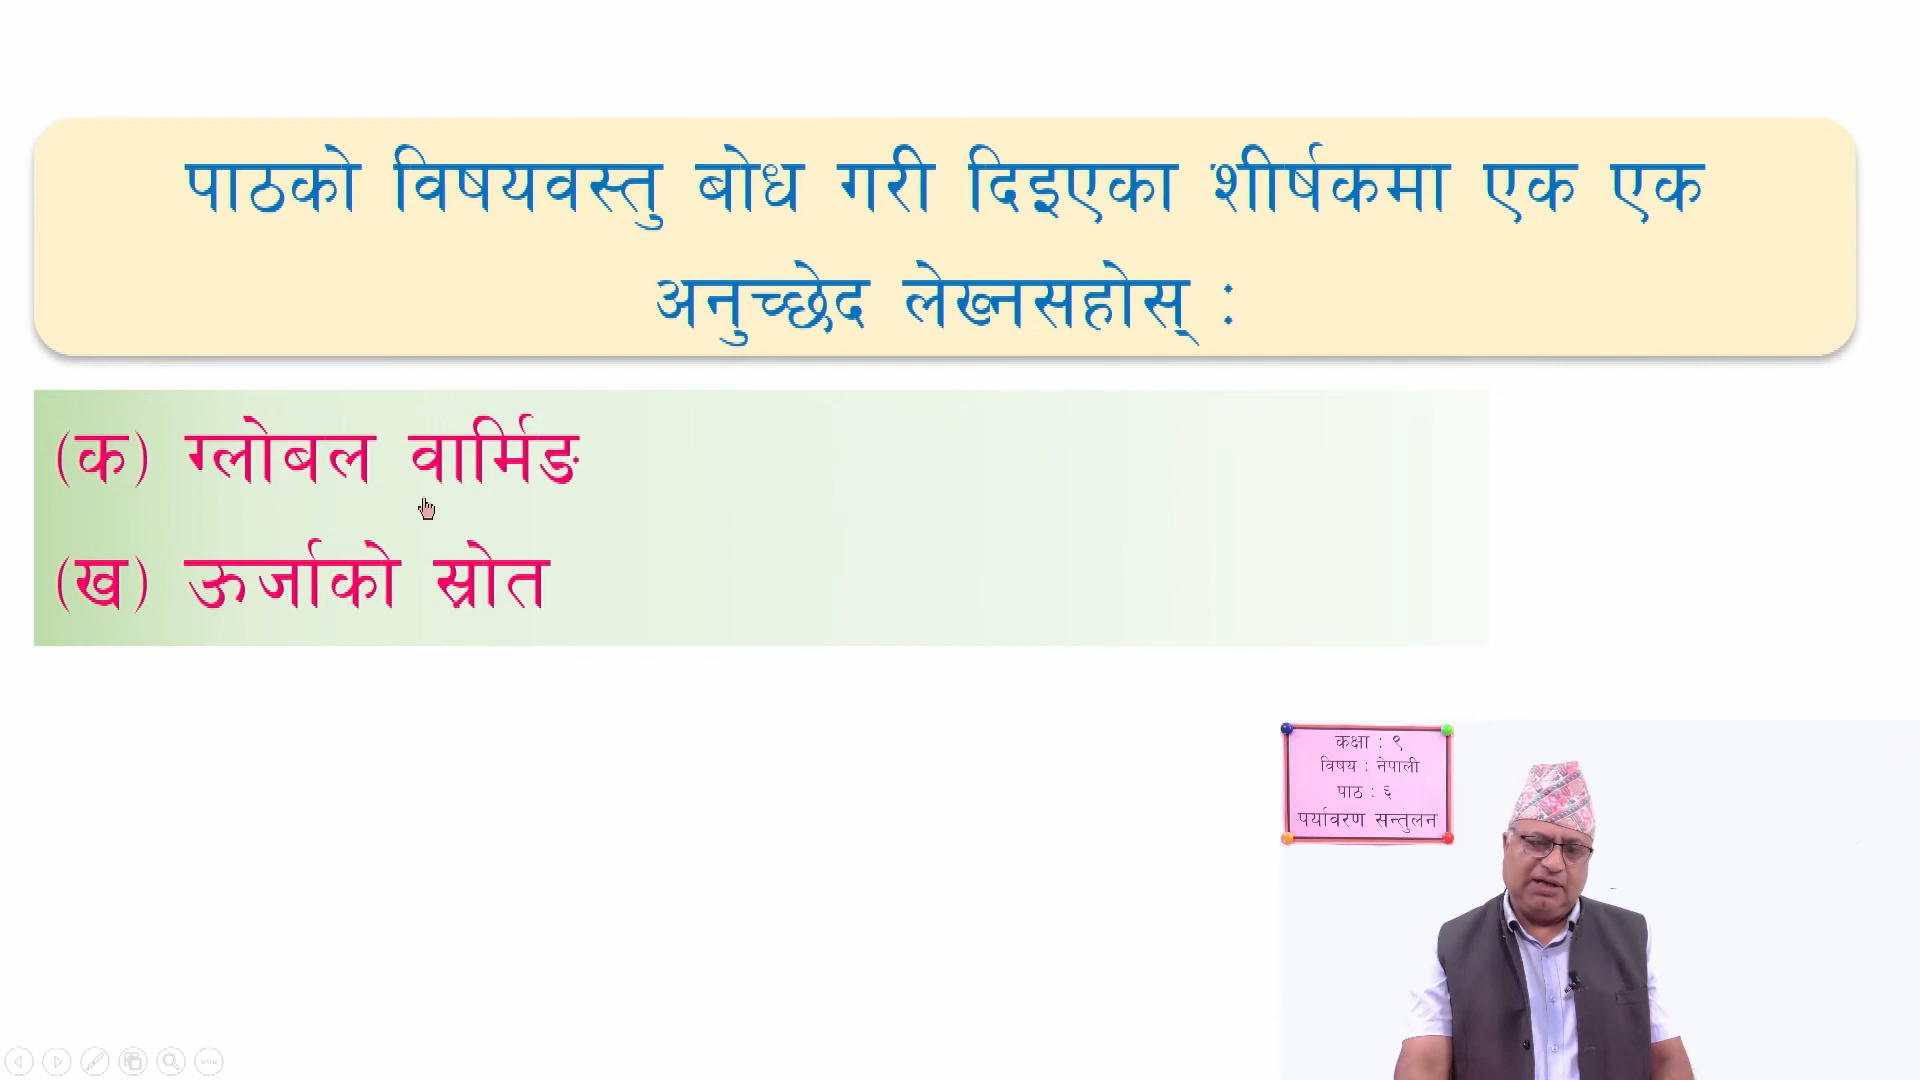 पाठको विषयवस्तु बोध गरी दिइएका शीर्षकमा एक एक
अनुच्छेद लेख्नसहोस् :
(क) ग्लोबल वार्मिङ
(ख) ऊर्जाको स्रोत
कक्षा : ९
विषय : नेपाली
पाठ : ६
पर्यावरण सन्तुलन